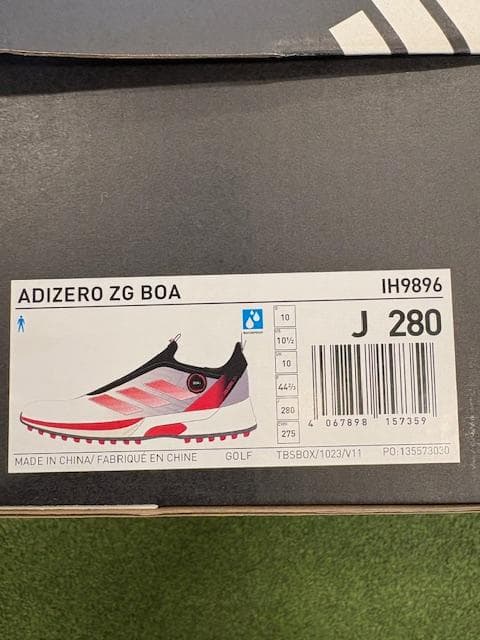 ADIZERO ZG BOA
IH9896
J 280
WATERPROOF
10
10½
10
44⅔
280
275
4 067898 157359
MADE IN CHINA/ FABRIQUÉ EN CHINE
GOLF
TBSBOX/1023/V11
PO:135573030